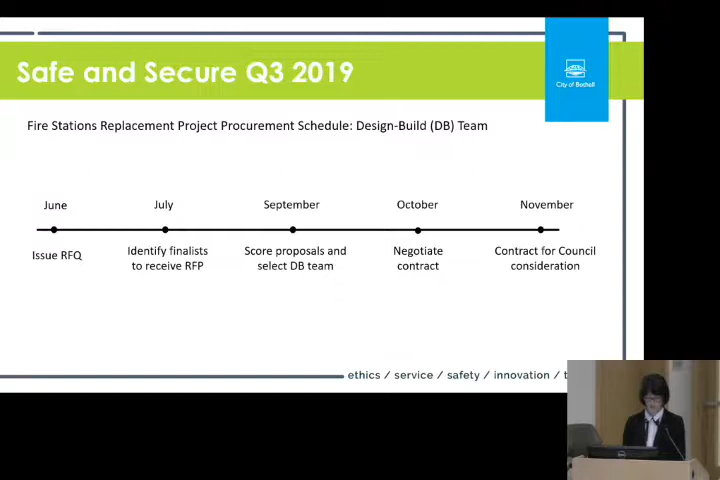 Safe and Secure Q3 2019
City of Bothell
Fire Stations Replacement Project Procurement Schedule: Design-Build (DB) Team
June
July
September
October
November
Issue RFQ
Identify finalists
to receive RFP
Score proposals and
select DB team
Negotiate
contract
Contract for Council
consideration
ethics / service / safety / innovation /